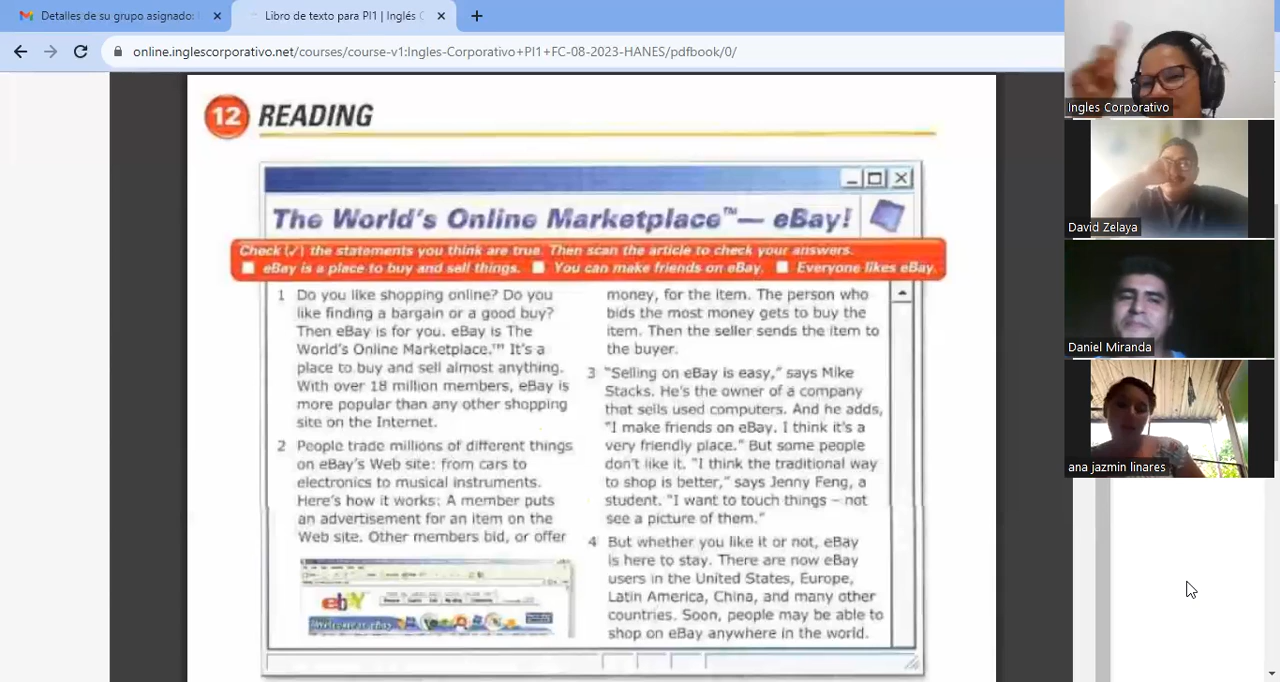 Detalles de su grupo asignado:
Libro de texto para PI1 | Inglés C
online.inglescorporativo.net/courses/course-v1:Ingles-Corporativo+PI1+FC-08-2023-HANES/pdfbook/0/
12 READING
The World's Online Marketplace™— eBay!
Check (✓) the statements you think are true. Then scan the article to check your answers.
eBay is a place to buy and sell things. You can make friends on eBay. Everyone likes eBay.
1 Do you like shopping online? Do you
like finding a bargain or a good buy?
Then eBay is for you. eBay is The
World's Online Marketplace.™ It's a
place to buy and sell almost anything.
With over 18 million members, eBay is
more popular than any other shopping
site on the Internet.
2 People trade millions of different things
on eBay's Web site: from cars to
electronics to musical instruments.
Here's how it works: A member puts
an advertisement for an item on the
Web site. Other members bid, or offer
money, for the item. The person who
bids the most money gets to buy the
item. Then the seller sends the item to
the buyer.
3 "Selling on eBay is easy," says Mike
Stacks. He's the owner of a company
that sells used computers. And he adds,
"I make friends on eBay. I think it's a
very friendly place." But some people
don't like it. "I think the traditional way
to shop is better," says Jenny Feng, a
student. "I want to touch things – not
see a picture of them."
4 But whether you like it or not, eBay
is here to stay. There are now eBay
users in the United States, Europe,
Latin America, China, and many other
countries. Soon, people may be able to
shop on eBay anywhere in the world.
ebY
Ingles Corporativo
David Zelaya
Daniel Miranda
ana jazmin linares